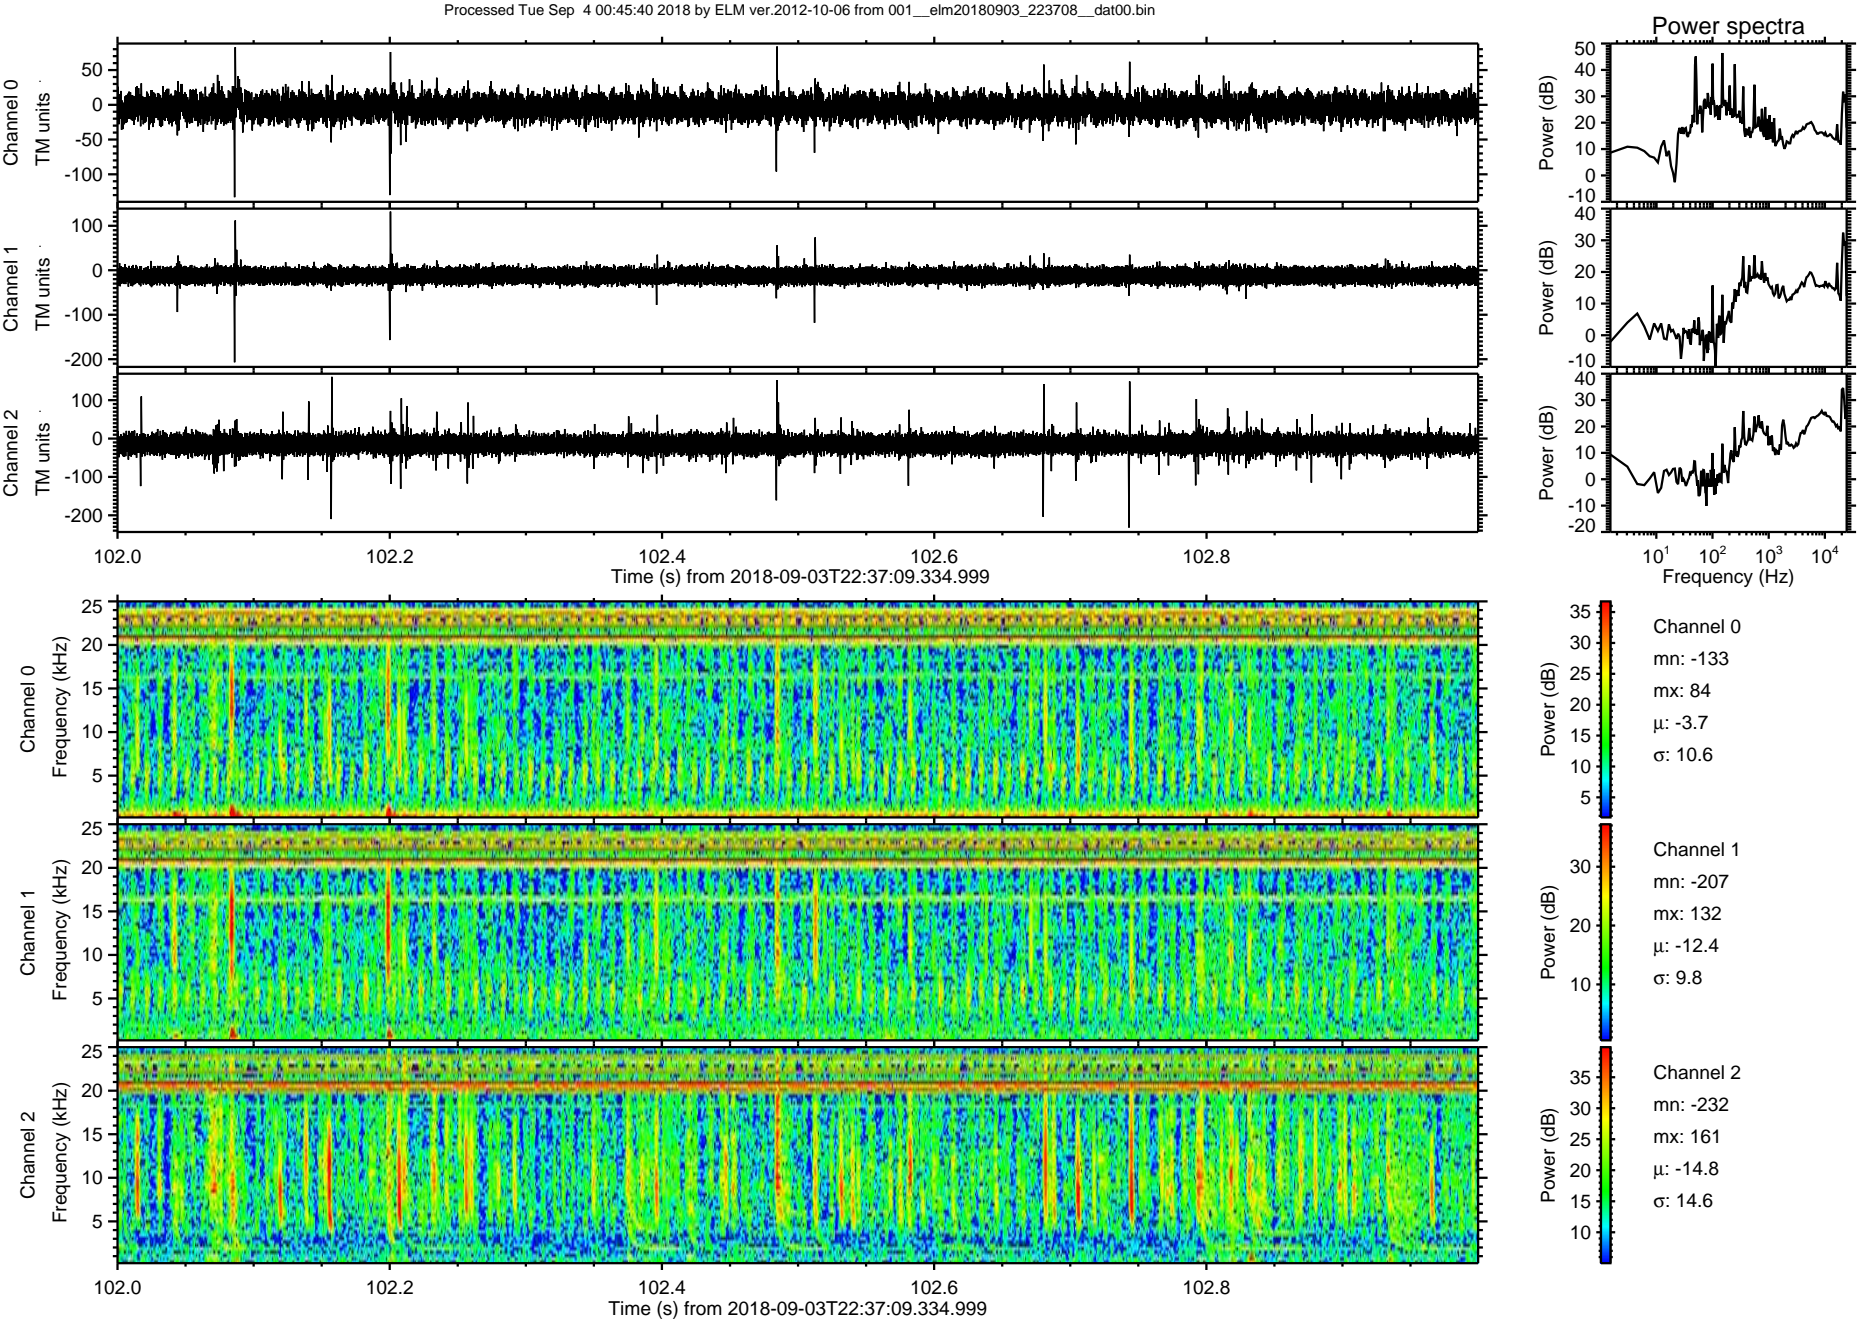 Processed Tue Sep  4 00:45:40 2018 by ELM ver.2012-10-06 from 001__elm20180903_223708__dat00.bin
Channel 0
TM units
50
0
-50
-100
Channel 1
TM units
100
0
-100
-200
Channel 2
TM units
100
0
-100
-200
102.0 102.2 102.4 102.6 102.8
Time (s) from 2018-09-03T22:37:09.334.999
Power spectra
Power (dB)
50
40
30
20
10
0
-10
Power (dB)
40
30
20
10
0
-10
Power (dB)
40
30
20
10
0
-10
-20
10^1 10^2 10^3 10^4
Frequency (Hz)
Channel 0
Frequency (kHz)
25
20
15
10
5
Power (dB)
35
30
25
20
15
10
5
Channel 0
mn: -133
mx: 84
μ: -3.7
σ: 10.6
Channel 1
Frequency (kHz)
25
20
15
10
5
Power (dB)
30
20
10
Channel 1
mn: -207
mx: 132
μ: -12.4
σ: 9.8
Channel 2
Frequency (kHz)
25
20
15
10
5
Power (dB)
35
30
25
20
15
10
Channel 2
mn: -232
mx: 161
μ: -14.8
σ: 14.6
102.0 102.2 102.4 102.6 102.8
Time (s) from 2018-09-03T22:37:09.334.999